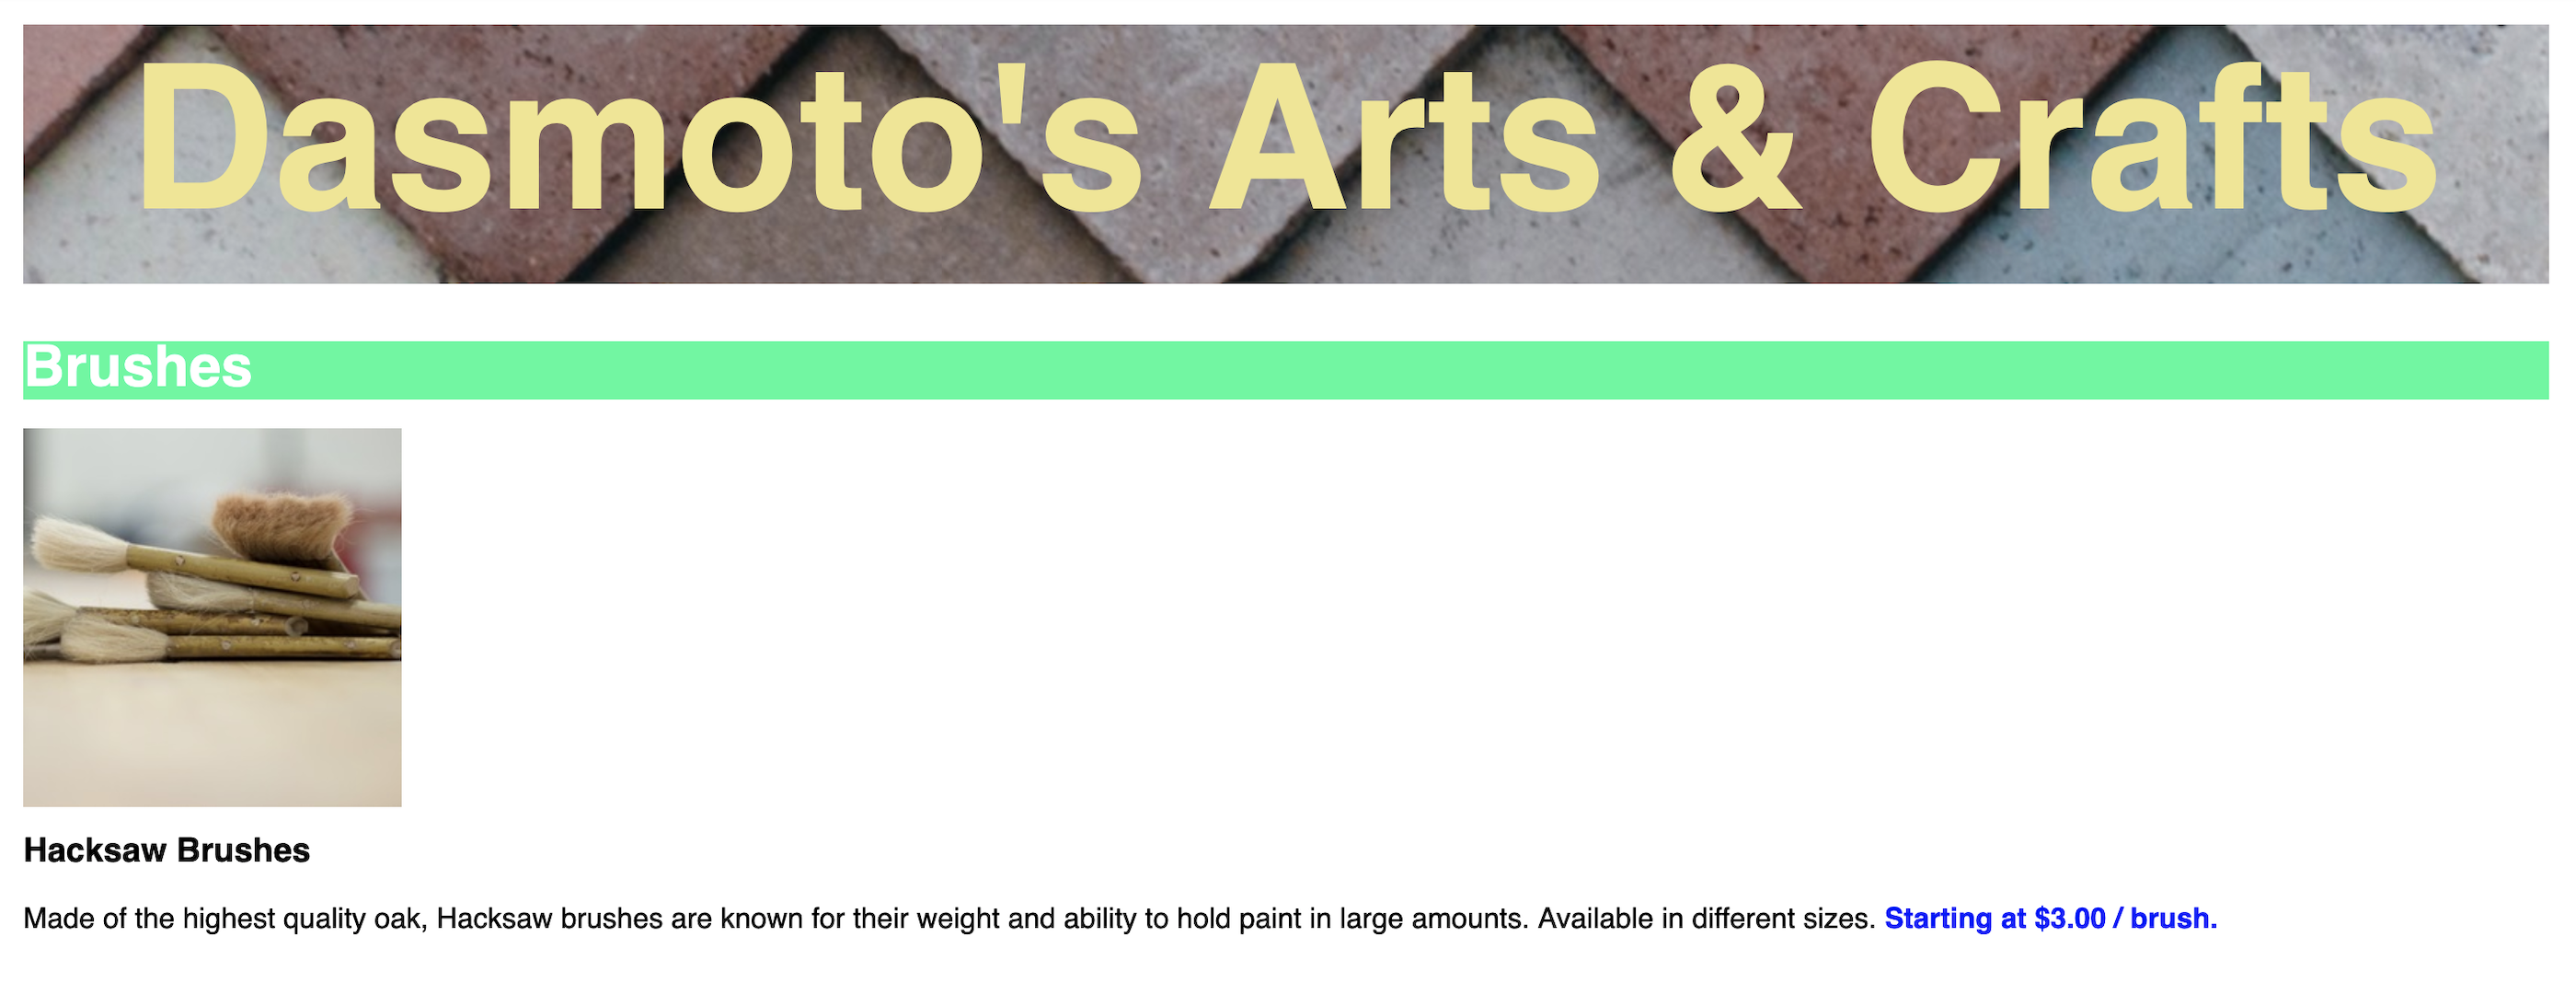 Dasmoto's Arts & Crafts
Brushes
Hacksaw Brushes
Made of the highest quality oak, Hacksaw brushes are known for their weight and ability to hold paint in large amounts. Available in different sizes. Starting at $3.00 / brush.